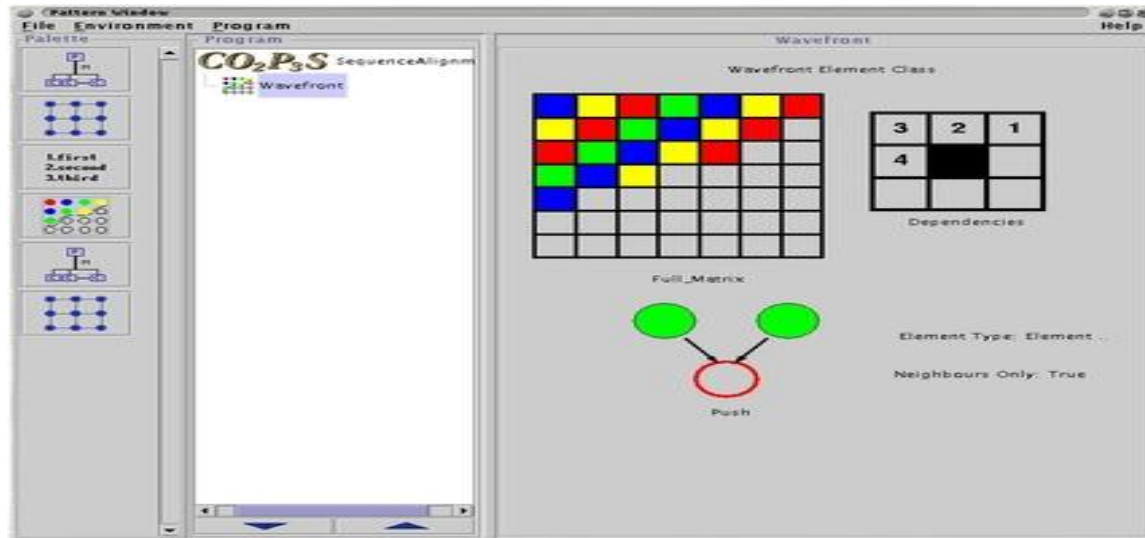 Pattern Window
File Environment Program
Help
Palette
Program
Wavefront
CO2P3S SequenceAlignm
Wavefront
1.first
2.second
3.third
Wavefront Element Class
3 2 1
4
Dependencies
Full_Matrix
Element Type: Element ..
Neighbours Only: True
Push